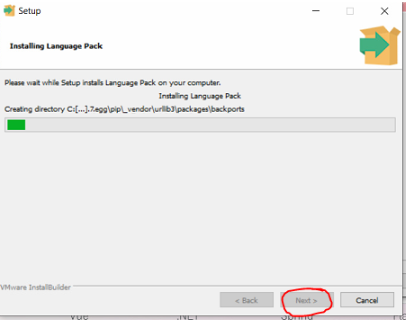 Setup
Installing Language Pack
Please wait while Setup installs Language Pack on your computer.
Installing Language Pack
Creating directory C:[...].7.egg\pip\_vendor\urllib3\packages\backports
VMware InstallBuilder
< Back
Next >
Cancel
Vue
.NET
Spring